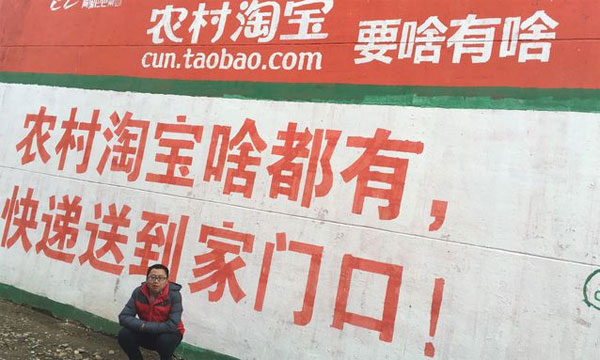 农村淘宝 要啥有啥
cun.taobao.com
农村淘宝啥都有，
快递送到家门口！